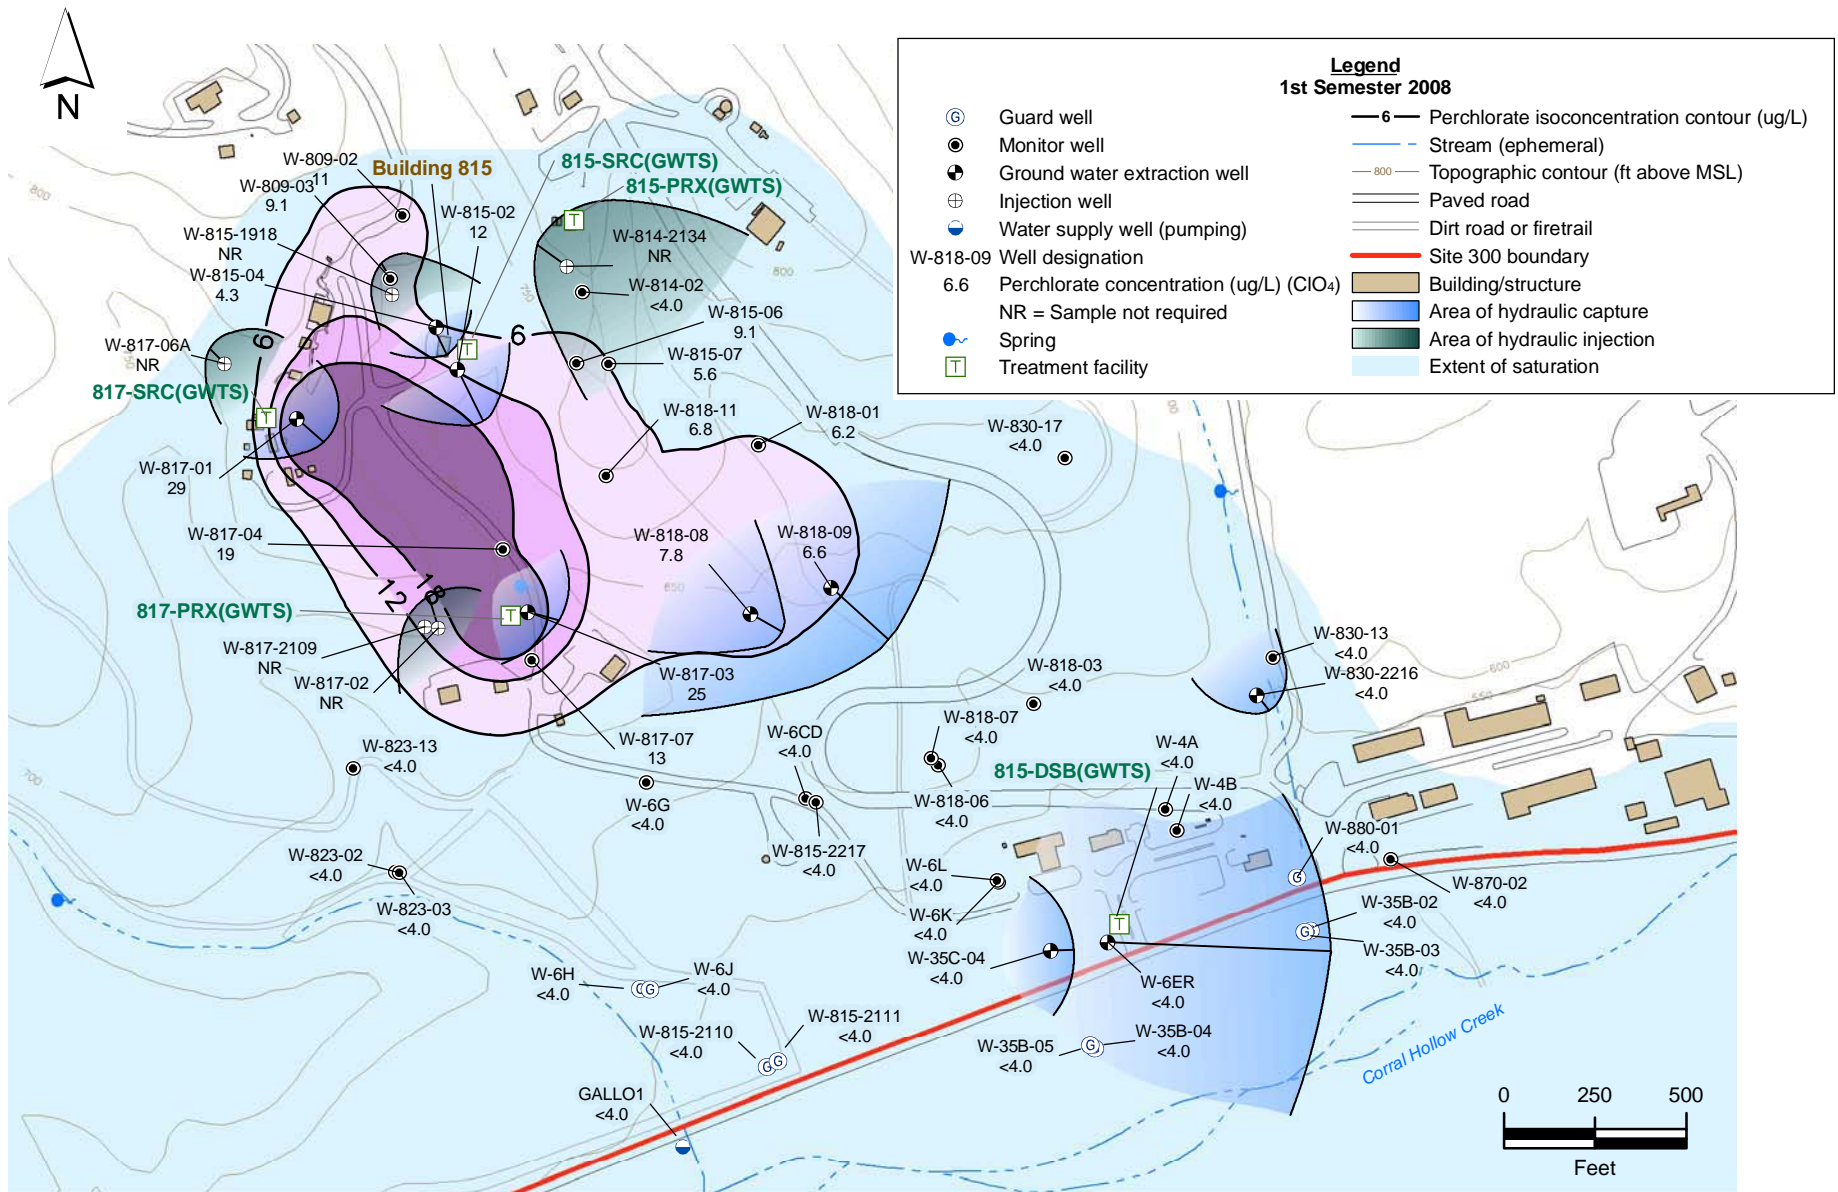 N
Legend
1st Semester 2008
Guard well
Monitor well
Ground water extraction well
Injection well
Water supply well (pumping)
W-818-09 Well designation
6.6 Perchlorate concentration (ug/L) (ClO4)
NR = Sample not required
Spring
T Treatment facility
6 Perchlorate isoconcentration contour (ug/L)
Stream (ephemeral)
800 Topographic contour (ft above MSL)
Paved road
Dirt road or firetrail
Site 300 boundary
Building/structure
Area of hydraulic capture
Area of hydraulic injection
Extent of saturation
W-809-02
11
Building 815
815-SRC(GWTS)
815-PRX(GWTS)
W-809-03
9.1
W-815-02
12
W-815-1918
NR
W-814-2134
NR
W-815-04
4.3
W-814-02
<4.0
W-815-06
9.1
W-817-06A
NR
W-815-07
5.6
817-SRC(GWTS)
W-818-11
6.8
W-818-01
6.2
W-830-17
<4.0
W-817-01
29
W-817-04
19
W-818-08
7.8
W-818-09
6.6
817-PRX(GWTS)
W-817-2109
NR
W-817-02
NR
W-817-03
25
W-830-13
<4.0
W-830-2216
<4.0
W-818-03
<4.0
W-823-13
<4.0
W-817-07
13
W-6CD
<4.0
W-818-07
<4.0
W-4A
<4.0
815-DSB(GWTS)
W-4B
<4.0
W-6G
<4.0
W-818-06
<4.0
W-880-01
<4.0
W-815-2217
<4.0
W-823-02
<4.0
W-6L
<4.0
W-870-02
<4.0
W-823-03
<4.0
W-6K
<4.0
W-35B-02
<4.0
W-35B-03
<4.0
W-35C-04
<4.0
W-6H
<4.0
W-6J
<4.0
W-6ER
<4.0
W-815-2110
<4.0
W-815-2111
<4.0
W-35B-05
<4.0
W-35B-04
<4.0
GALLO1
<4.0
Corral Hollow Creek
6
6
12
18
800
750
800
650
700
600
550
0 250 500
Feet